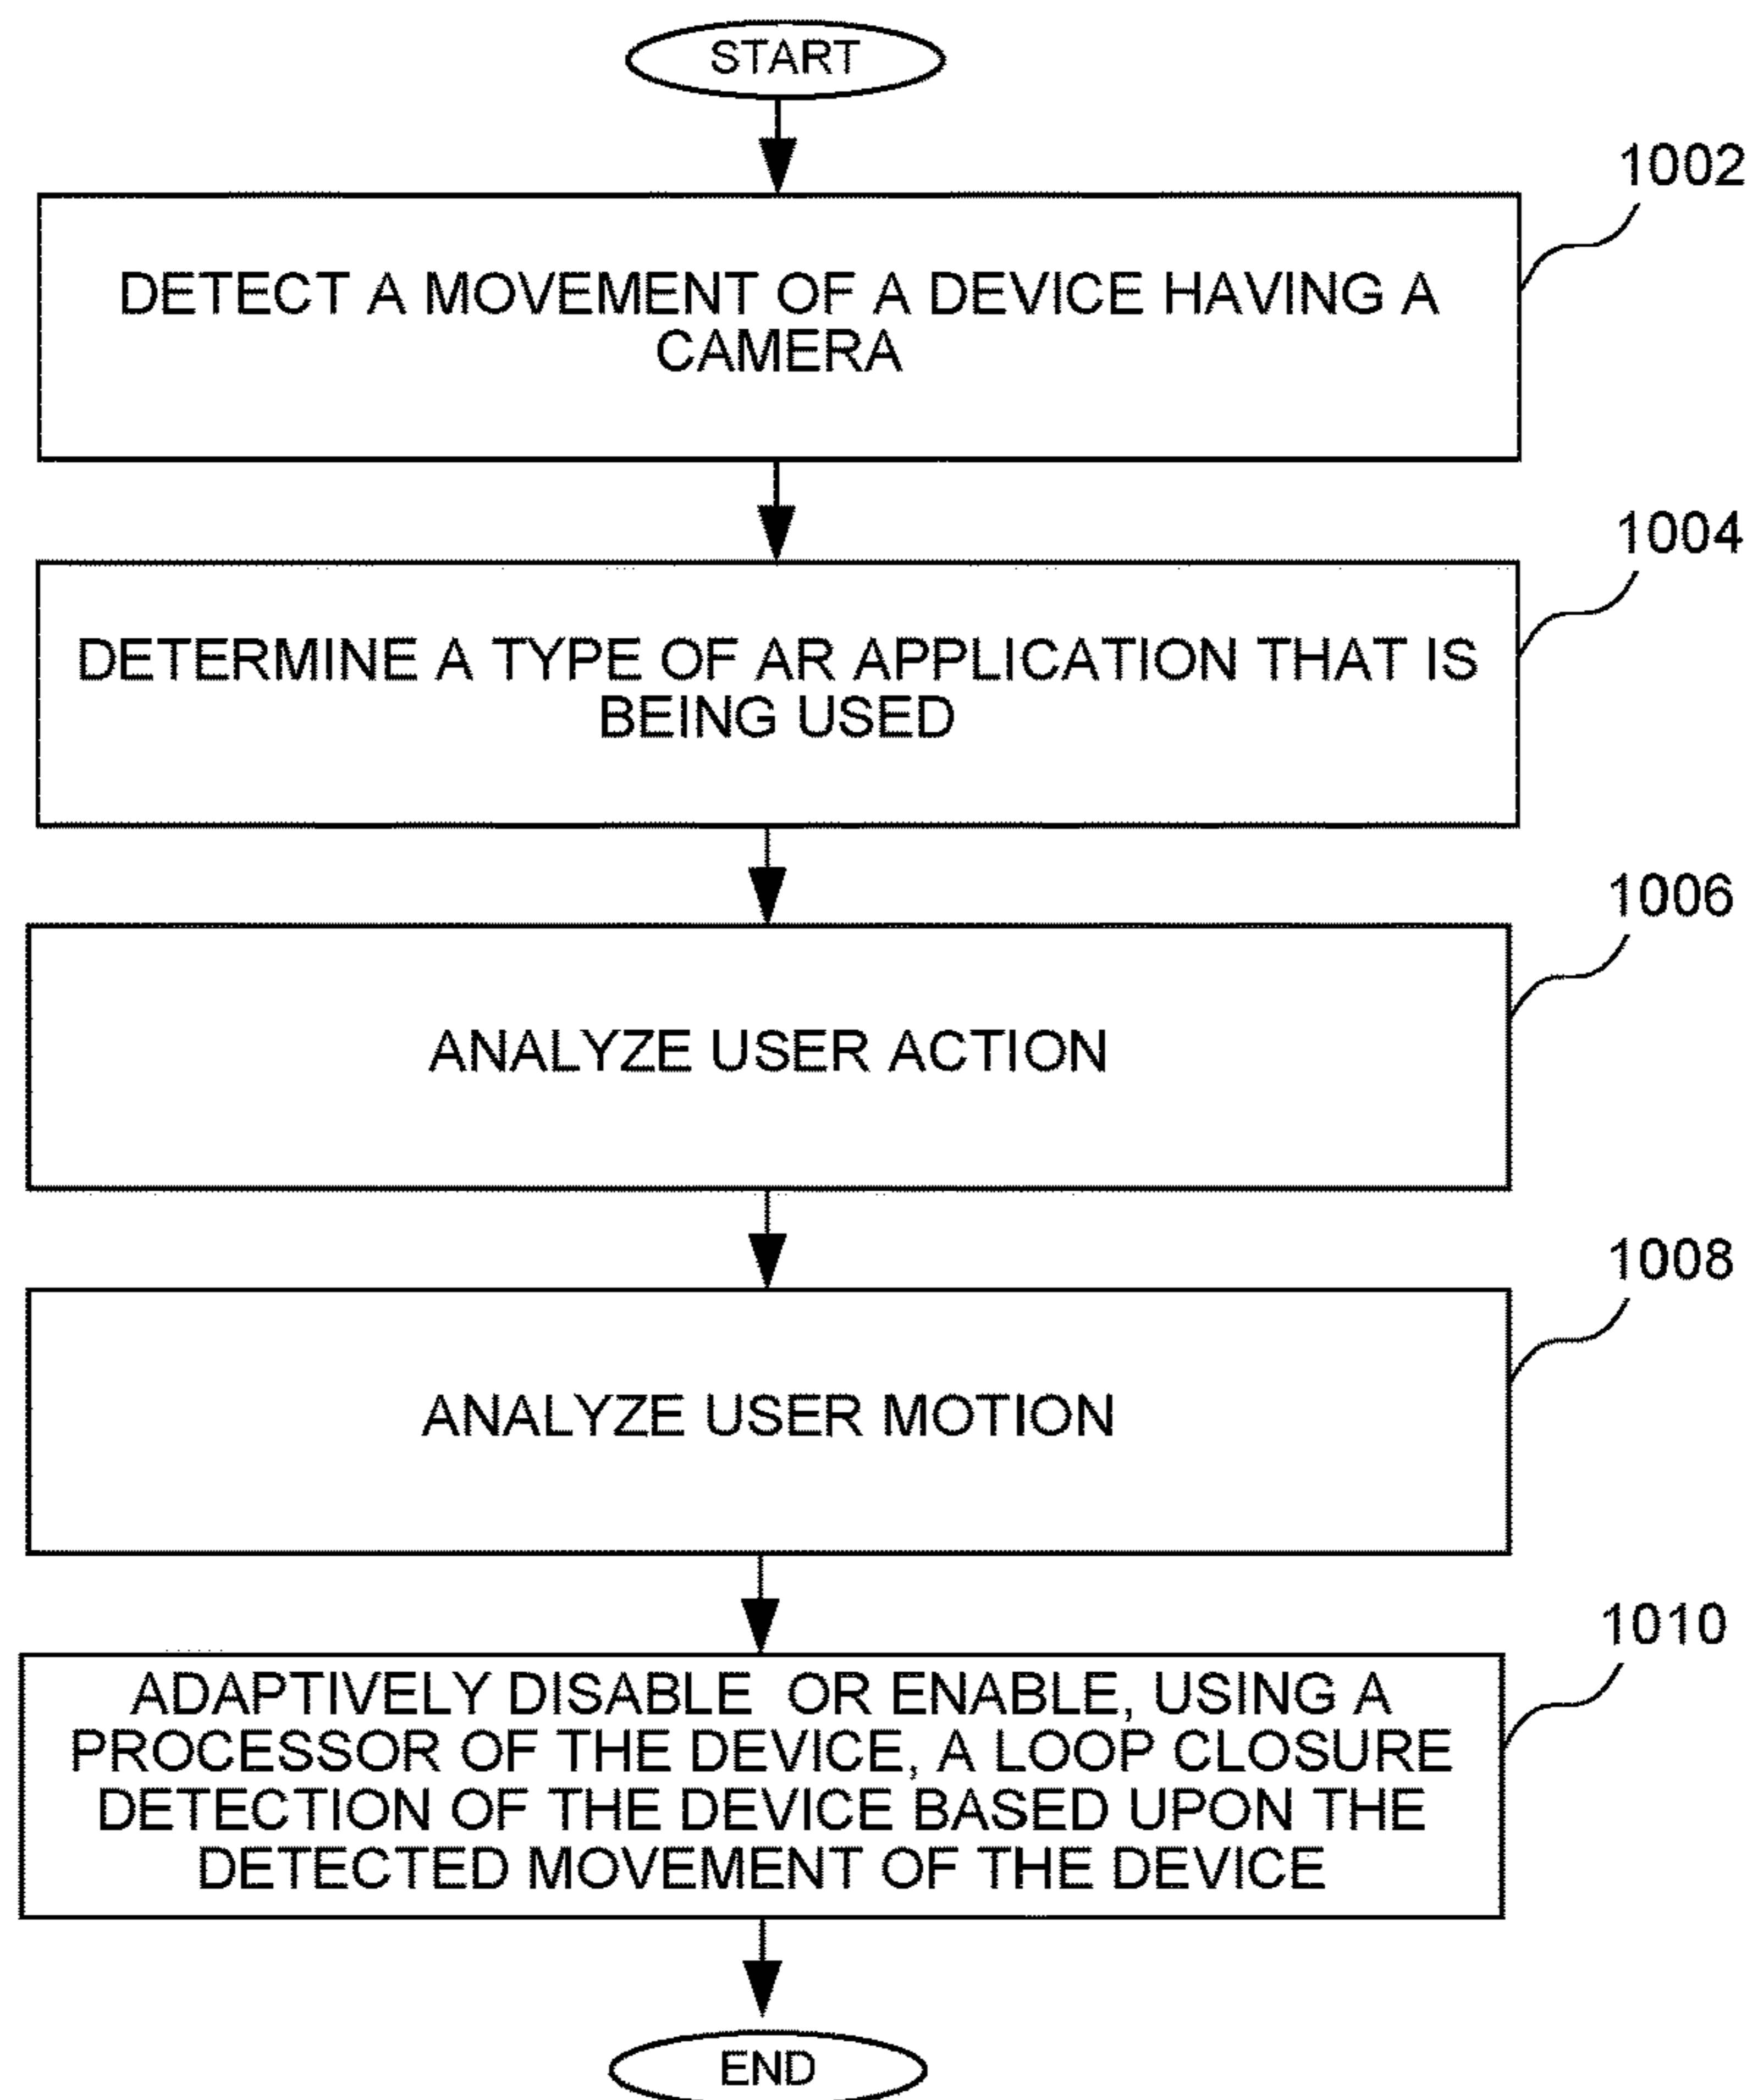 START
1002
DETECT A MOVEMENT OF A DEVICE HAVING A
CAMERA
1004
DETERMINE A TYPE OF AR APPLICATION THAT IS
BEING USED
1006
ANALYZE USER ACTION
1008
ANALYZE USER MOTION
1010
ADAPTIVELY DISABLE OR ENABLE, USING A
PROCESSOR OF THE DEVICE, A LOOP CLOSURE
DETECTION OF THE DEVICE BASED UPON THE
DETECTED MOVEMENT OF THE DEVICE
END